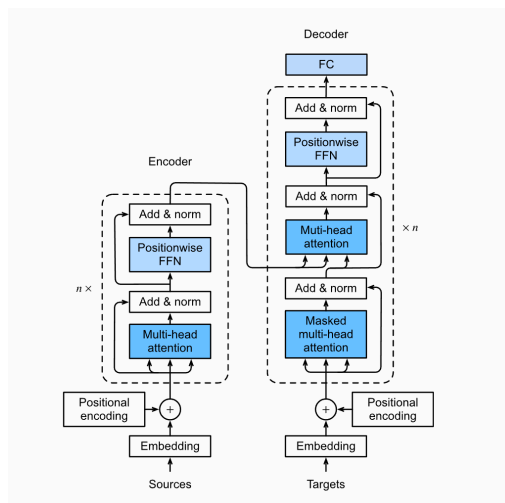 Decoder
FC
Add & norm
Positionwise
FFN
Encoder
Add & norm
Add & norm
Muti-head
attention
× n
Positionwise
FFN
n ×
Add & norm
Add & norm
Multi-head
attention
Masked
multi-head
attention
Positional
encoding
+
+
Positional
encoding
Embedding
Embedding
Sources
Targets